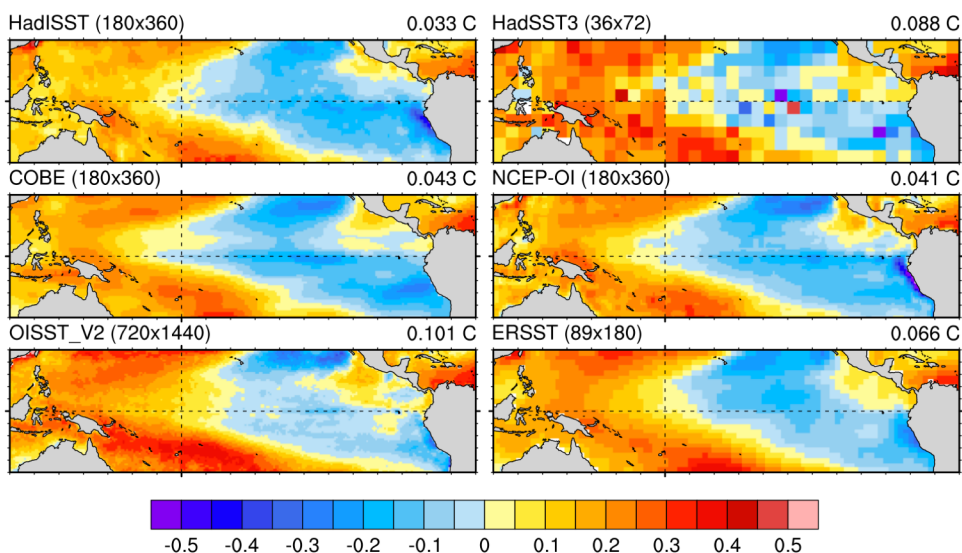 HadISST (180x360) 0.033 C HadSST3 (36x72) 0.088 C
COBE (180x360) 0.043 C NCEP-OI (180x360) 0.041 C
OISST_V2 (720x1440) 0.101 C ERSST (89x180) 0.066 C
-0.5 -0.4 -0.3 -0.2 -0.1 0 0.1 0.2 0.3 0.4 0.5